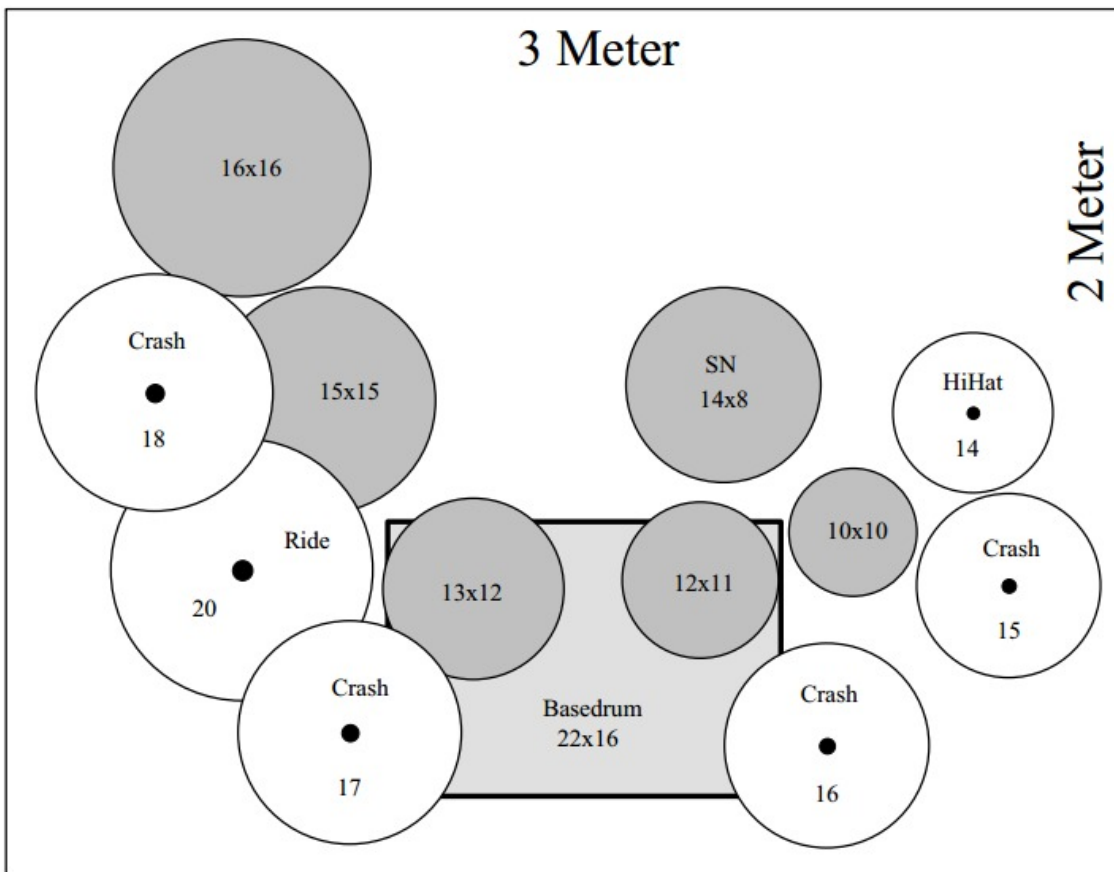 3 Meter
2 Meter
16x16
Crash
18
15x15
SN
14x8
HiHat
14
Ride
20
13x12
12x11
10x10
Crash
15
Crash
17
Basedrum
22x16
Crash
16